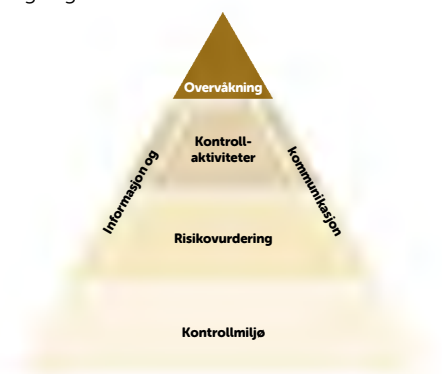 Overvåkning
Kontroll-
aktiviteter
Informasjon og
kommunikasjon
Risikovurdering
Kontrollmiljø